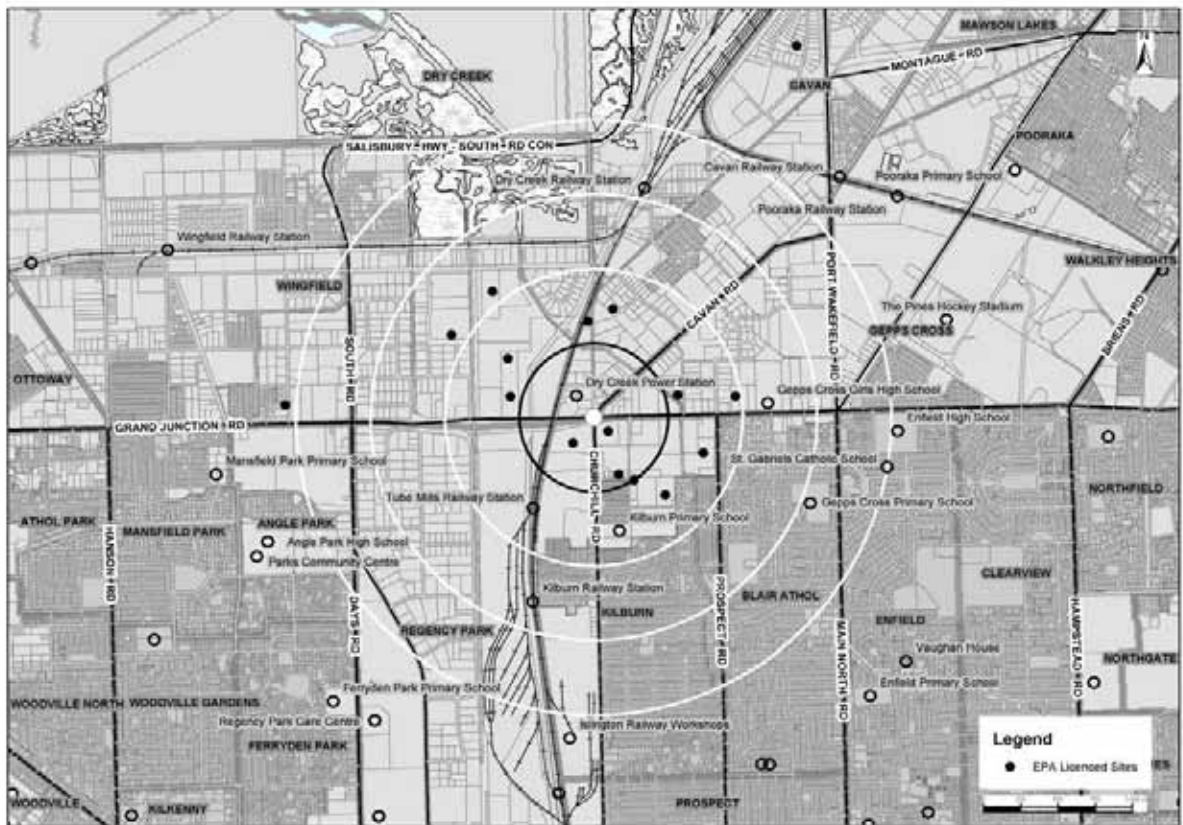 MAWSON LAKES
MONTAGUE RD
DRY CREEK
CAVAN
POORAKA
SALISBURY HWY - SOUTH RD CON
Cavan Railway Station
Pooraka Primary School
Dry Creek Railway Station
Pooraka Railway Station
Wingfield Railway Station
WALKLEY HEIGHTS
WINGFIELD
CAVAN RD
PORT WAKEFIELD RD
The Pines Hockey Stadium
GEPPS CROSS
BRIENS RD
SOUTH RD
OTTOWAY
Dry Creek Power Station
Gepps Cross Girls High School
Enfield High School
GRAND JUNCTION RD
Mansfield Park Primary School
St. Gabriels Catholic School
CHURCHILL RD
Tube Mills Railway Station
Gepps Cross Primary School
NORTHFIELD
ATHOL PARK
MANSFIELD PARK
ANGLE PARK
Kilburn Primary School
HANSON RD
Angle Park High School
Parks Community Centre
CLEARVIEW
Kilburn Railway Station
BLAIR ATHOL
KILBURN
DAYS RD
REGENCY PARK
PROSPECT RD
MAIN NORTH RD
ENFIELD
HAMPSTEAD RD
Vaughan House
NORTHGATE
Ferryden Park Primary School
Enfield Primary School
WOODVILLE NORTH
WOODVILLE GARDENS
Regency Park Care Centre
Islington Railway Workshops
FERRYDEN PARK
Legend
EPA Licenced Sites
WOODVILLE
KILKENNY
PROSPECT